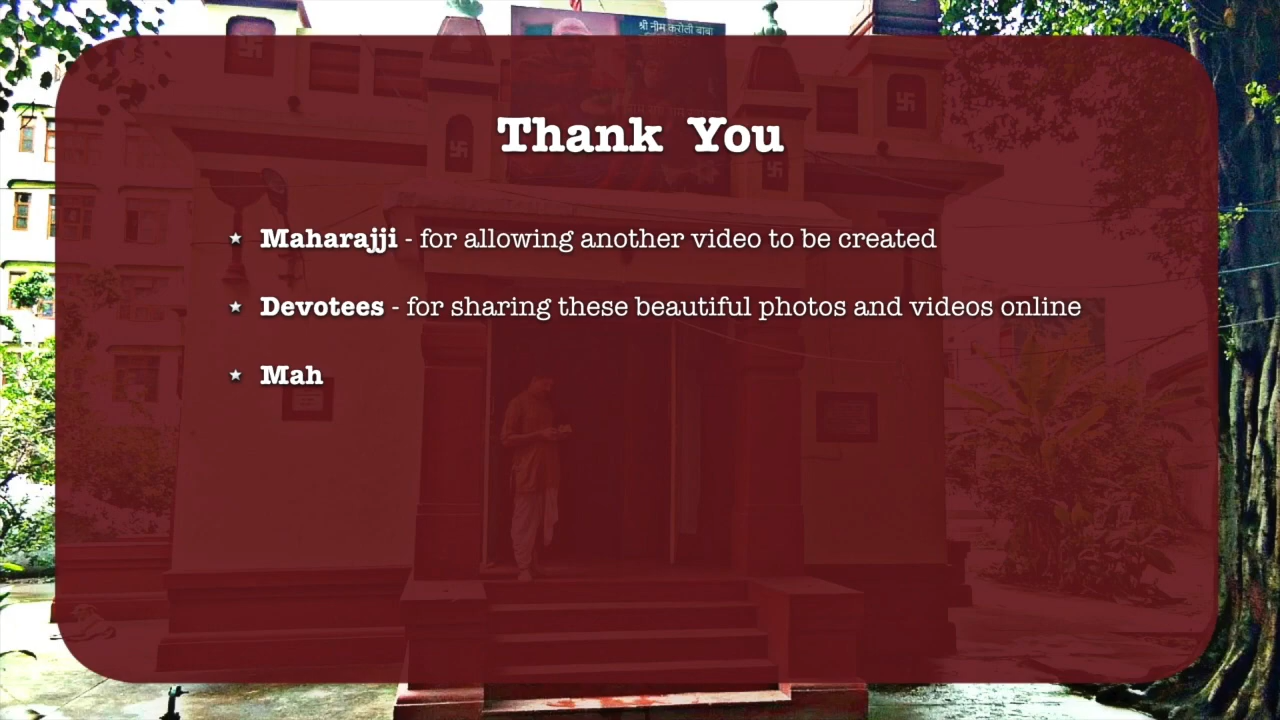 श्री नीम करोली बाबा
Thank You
Maharajji - for allowing another video to be created
Devotees - for sharing these beautiful photos and videos online
Mah